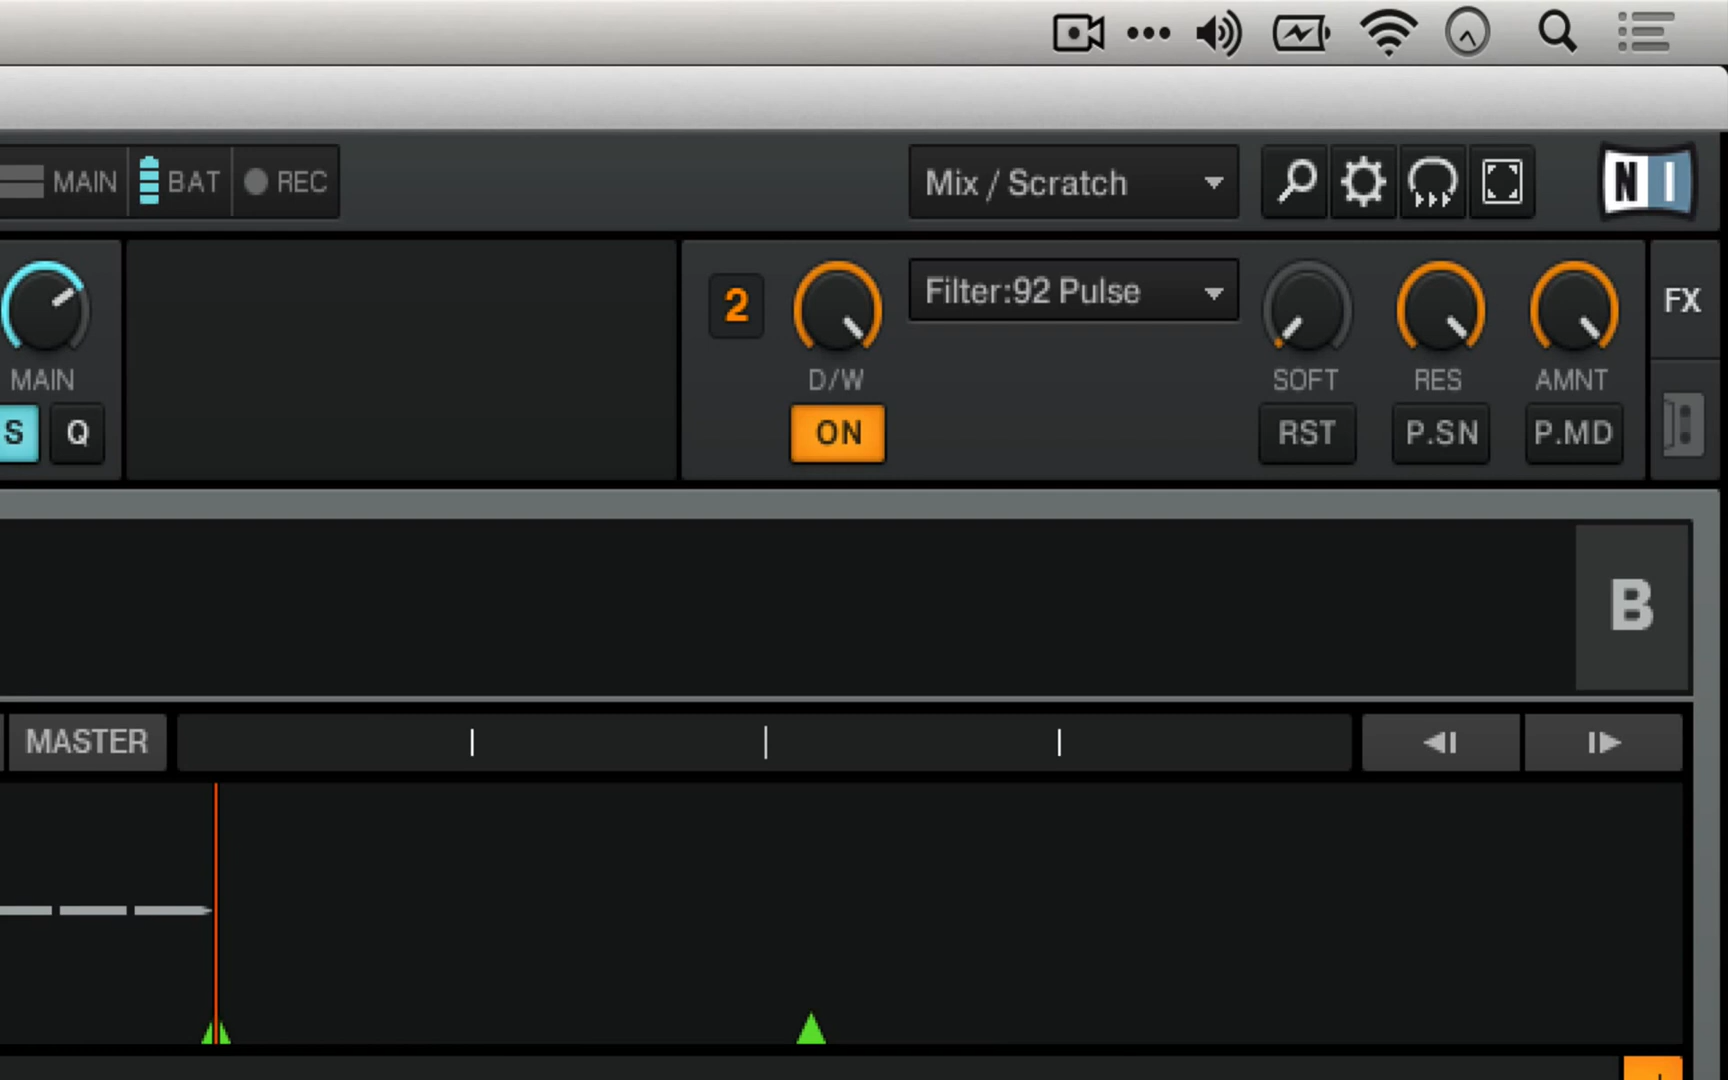 MAIN BAT REC Mix / Scratch NI
2 Filter:92 Pulse FX
MAIN D/W SOFT RES AMNT
S Q ON RST P.SN P.MD
B
MASTER